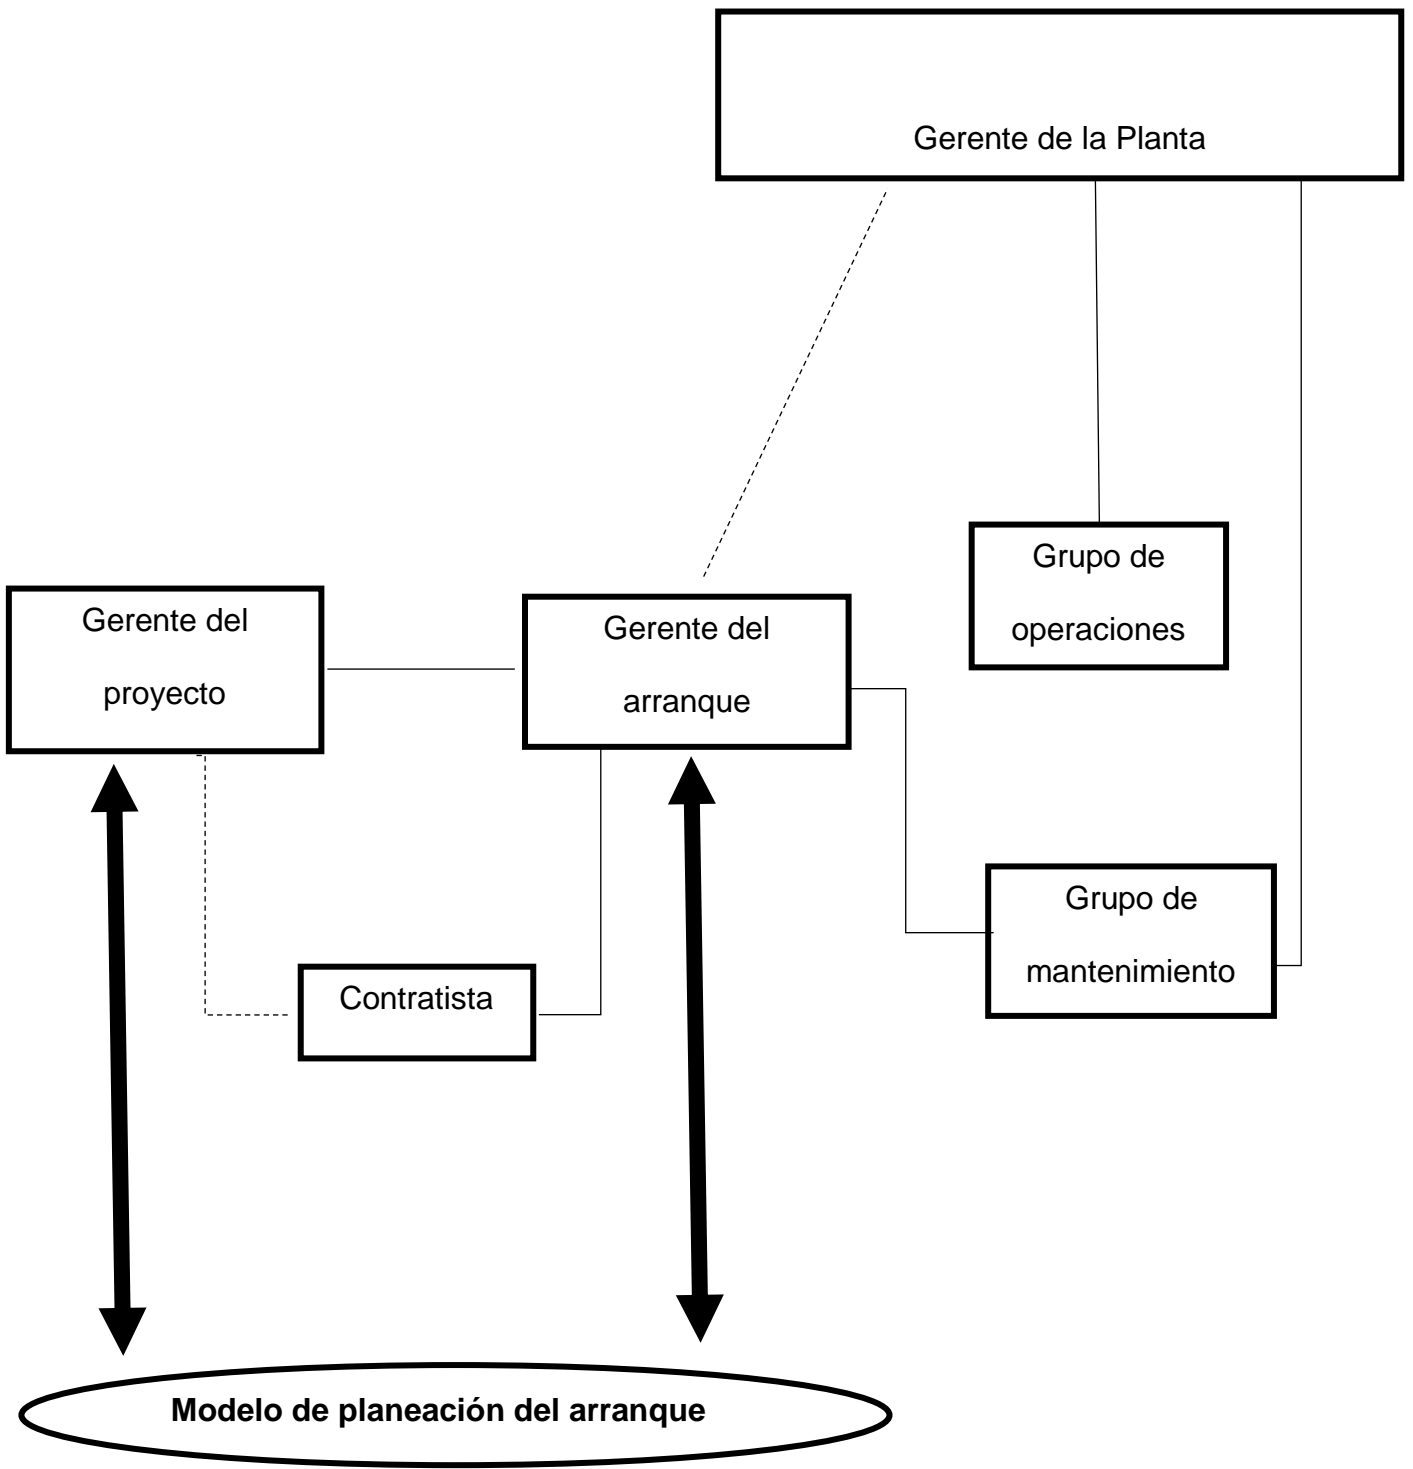 Gerente de la Planta
Grupo de
operaciones
Gerente del
proyecto
Gerente del
arranque
Grupo de
mantenimiento
Contratista
Modelo de planeación del arranque